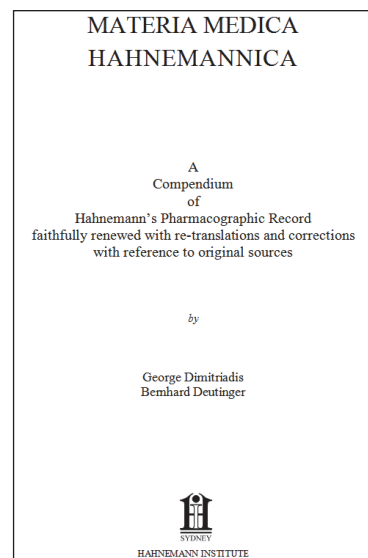 MATERIA MEDICA
HAHNEMANNICA
A
Compendium
of
Hahnemann's Pharmacographic Record
faithfully renewed with re-translations and corrections
with reference to original sources
by
George Dimitriadis
Bernhard Deutinger
SYDNEY
HAHNEMANN INSTITUTE